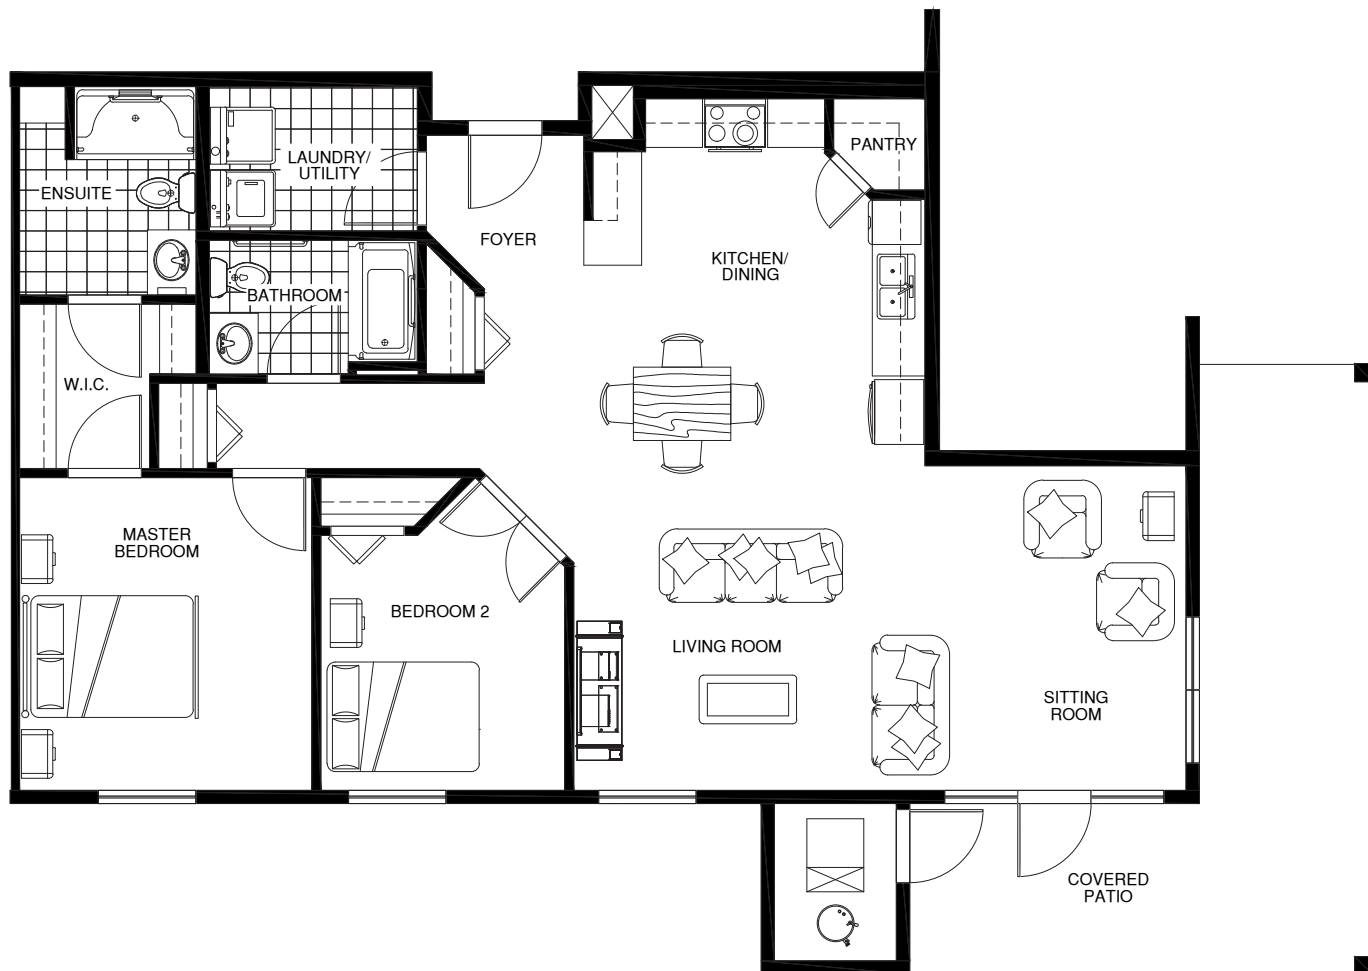 PANTRY
LAUNDRY/
UTILITY
ENSUITE
FOYER
KITCHEN/
DINING
BATHROOM
W.I.C.
MASTER
BEDROOM
BEDROOM 2
LIVING ROOM
SITTING
ROOM
COVERED
PATIO